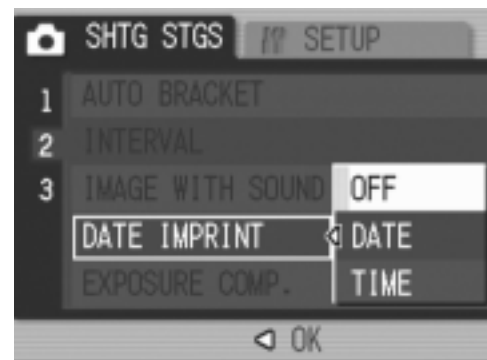 SHTG STGS SETUP
1 AUTO BRACKET
2 INTERVAL
3 IMAGE WITH SOUND OFF
DATE IMPRINT DATE
EXPOSURE COMP. TIME
OK